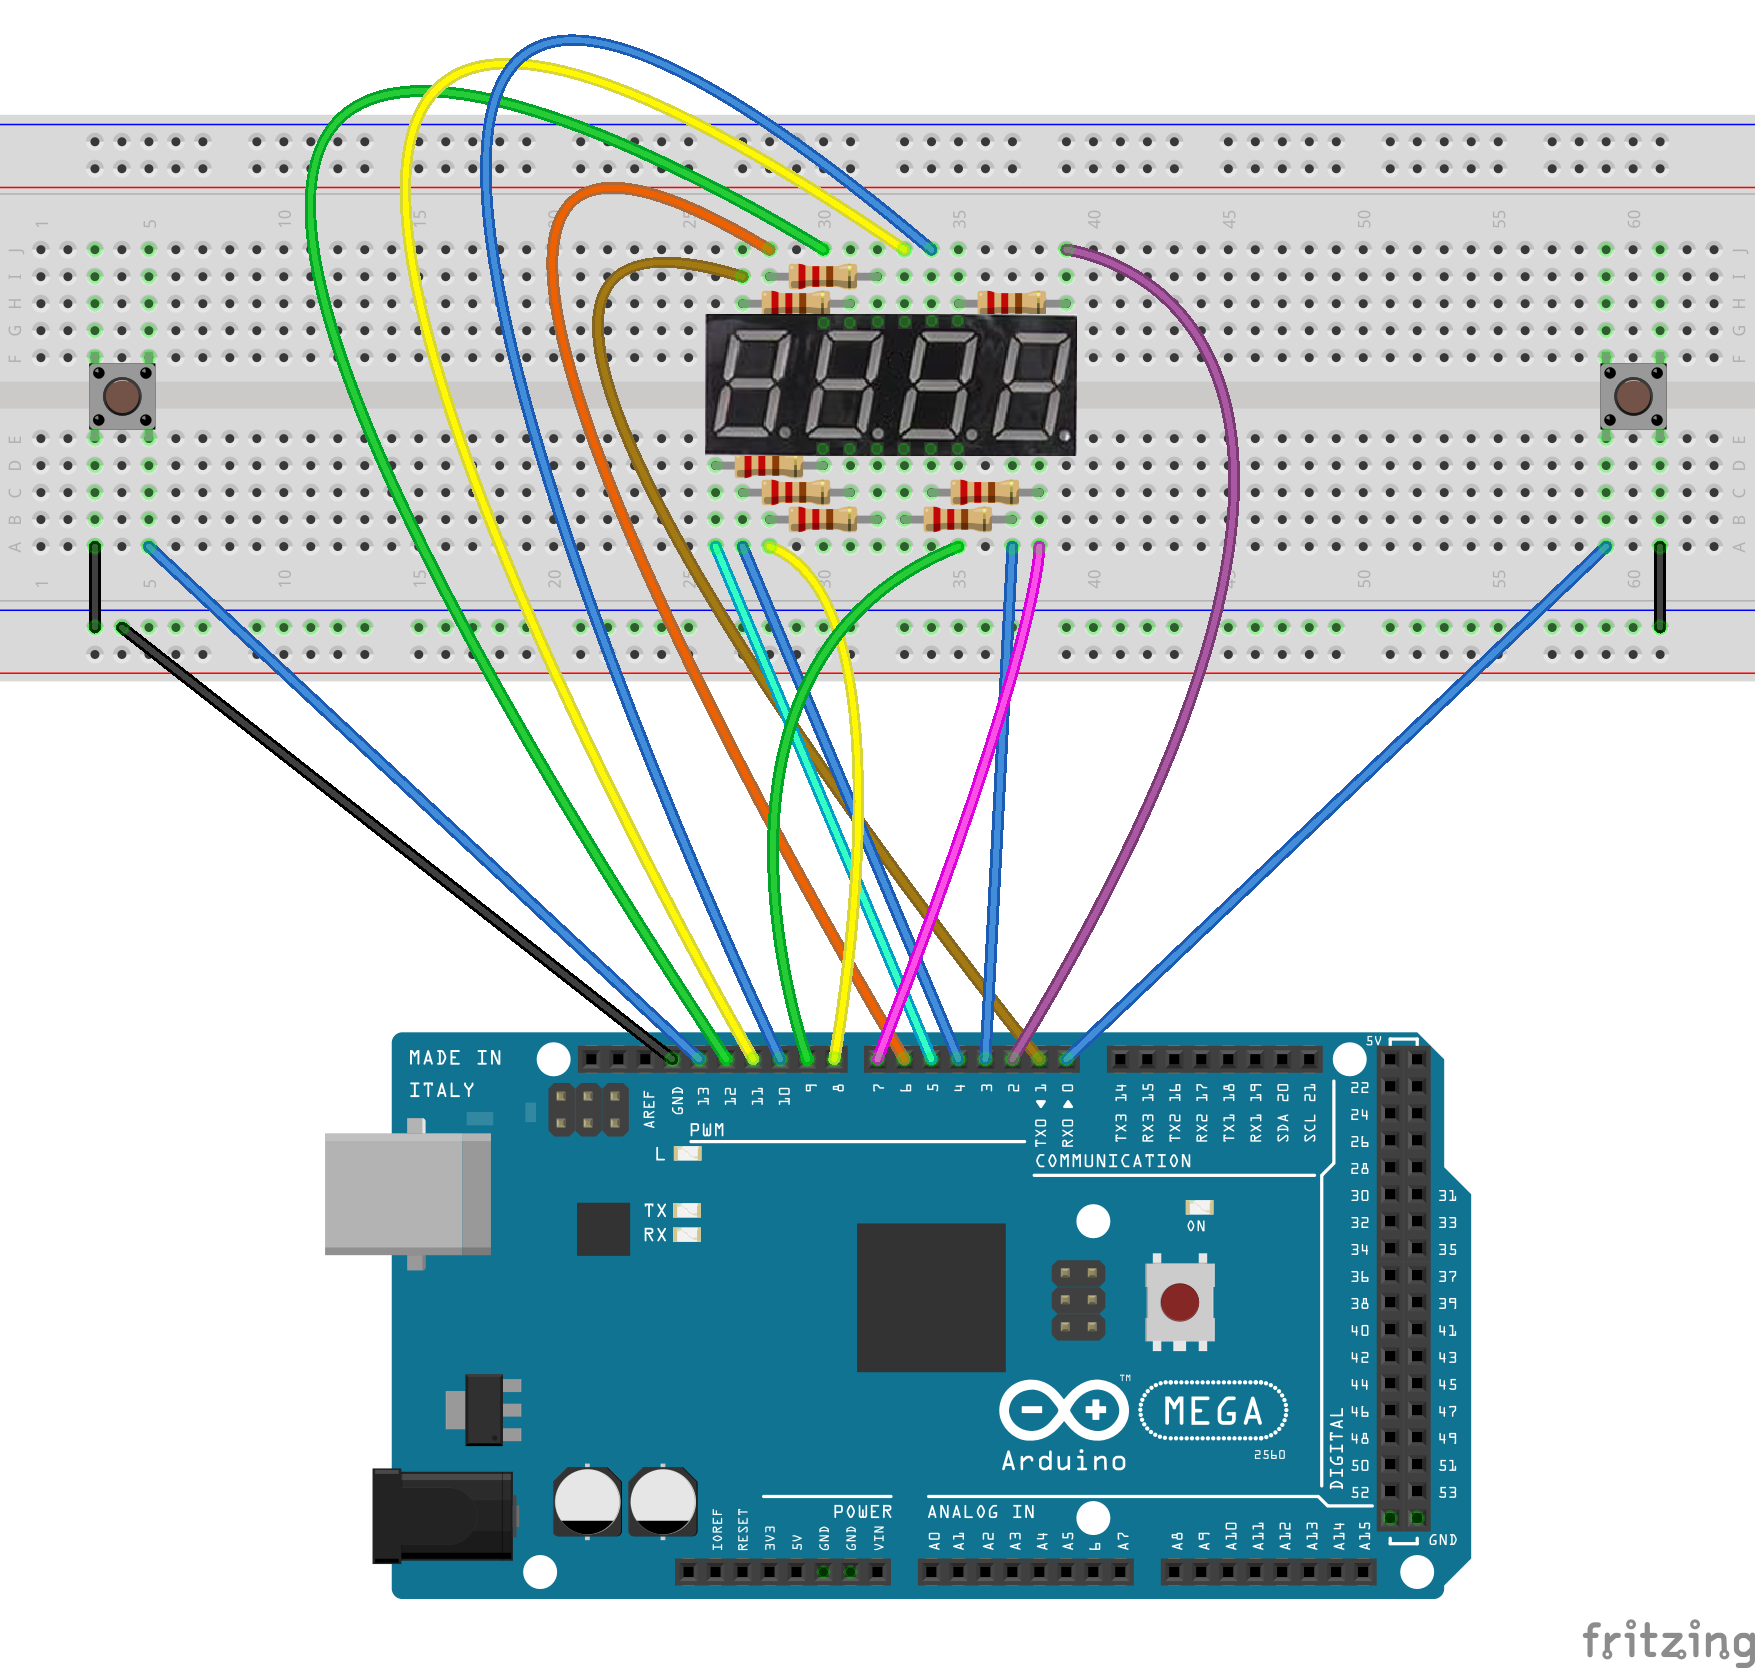 1 5 10 15 20 25 30 35 40 45 50 55 60
J J
I I
H H
G G
F F
E E
D D
C C
B B
A A
1 5 10 15 20 25 30 35 40 45 50 55 60
MADE IN
ITALY
5V
AREF GND 13 12 11 10 9 8 7 6 5 4 3 2 TX0 1 RX0 0 TX3 14 RX3 15 TX2 16 RX2 17 TX1 18 RX1 19 SDA 20 SCL 21
PWM
L
COMMUNICATION
TX
RX
ON
22
24
26
28
30 31
32 33
34 35
36 37
38 39
40 41
42 43
44 45
46 47
48 49
50 51
52 53
GND
DIGITAL
TM
MEGA
Arduino
2560
POWER
ANALOG IN
IOREF RESET 3V3 5V GND GND VIN A0 A1 A2 A3 A4 A5 6 A7 A8 A9 A10 A11 A12 A13 A14 A15
fritzing